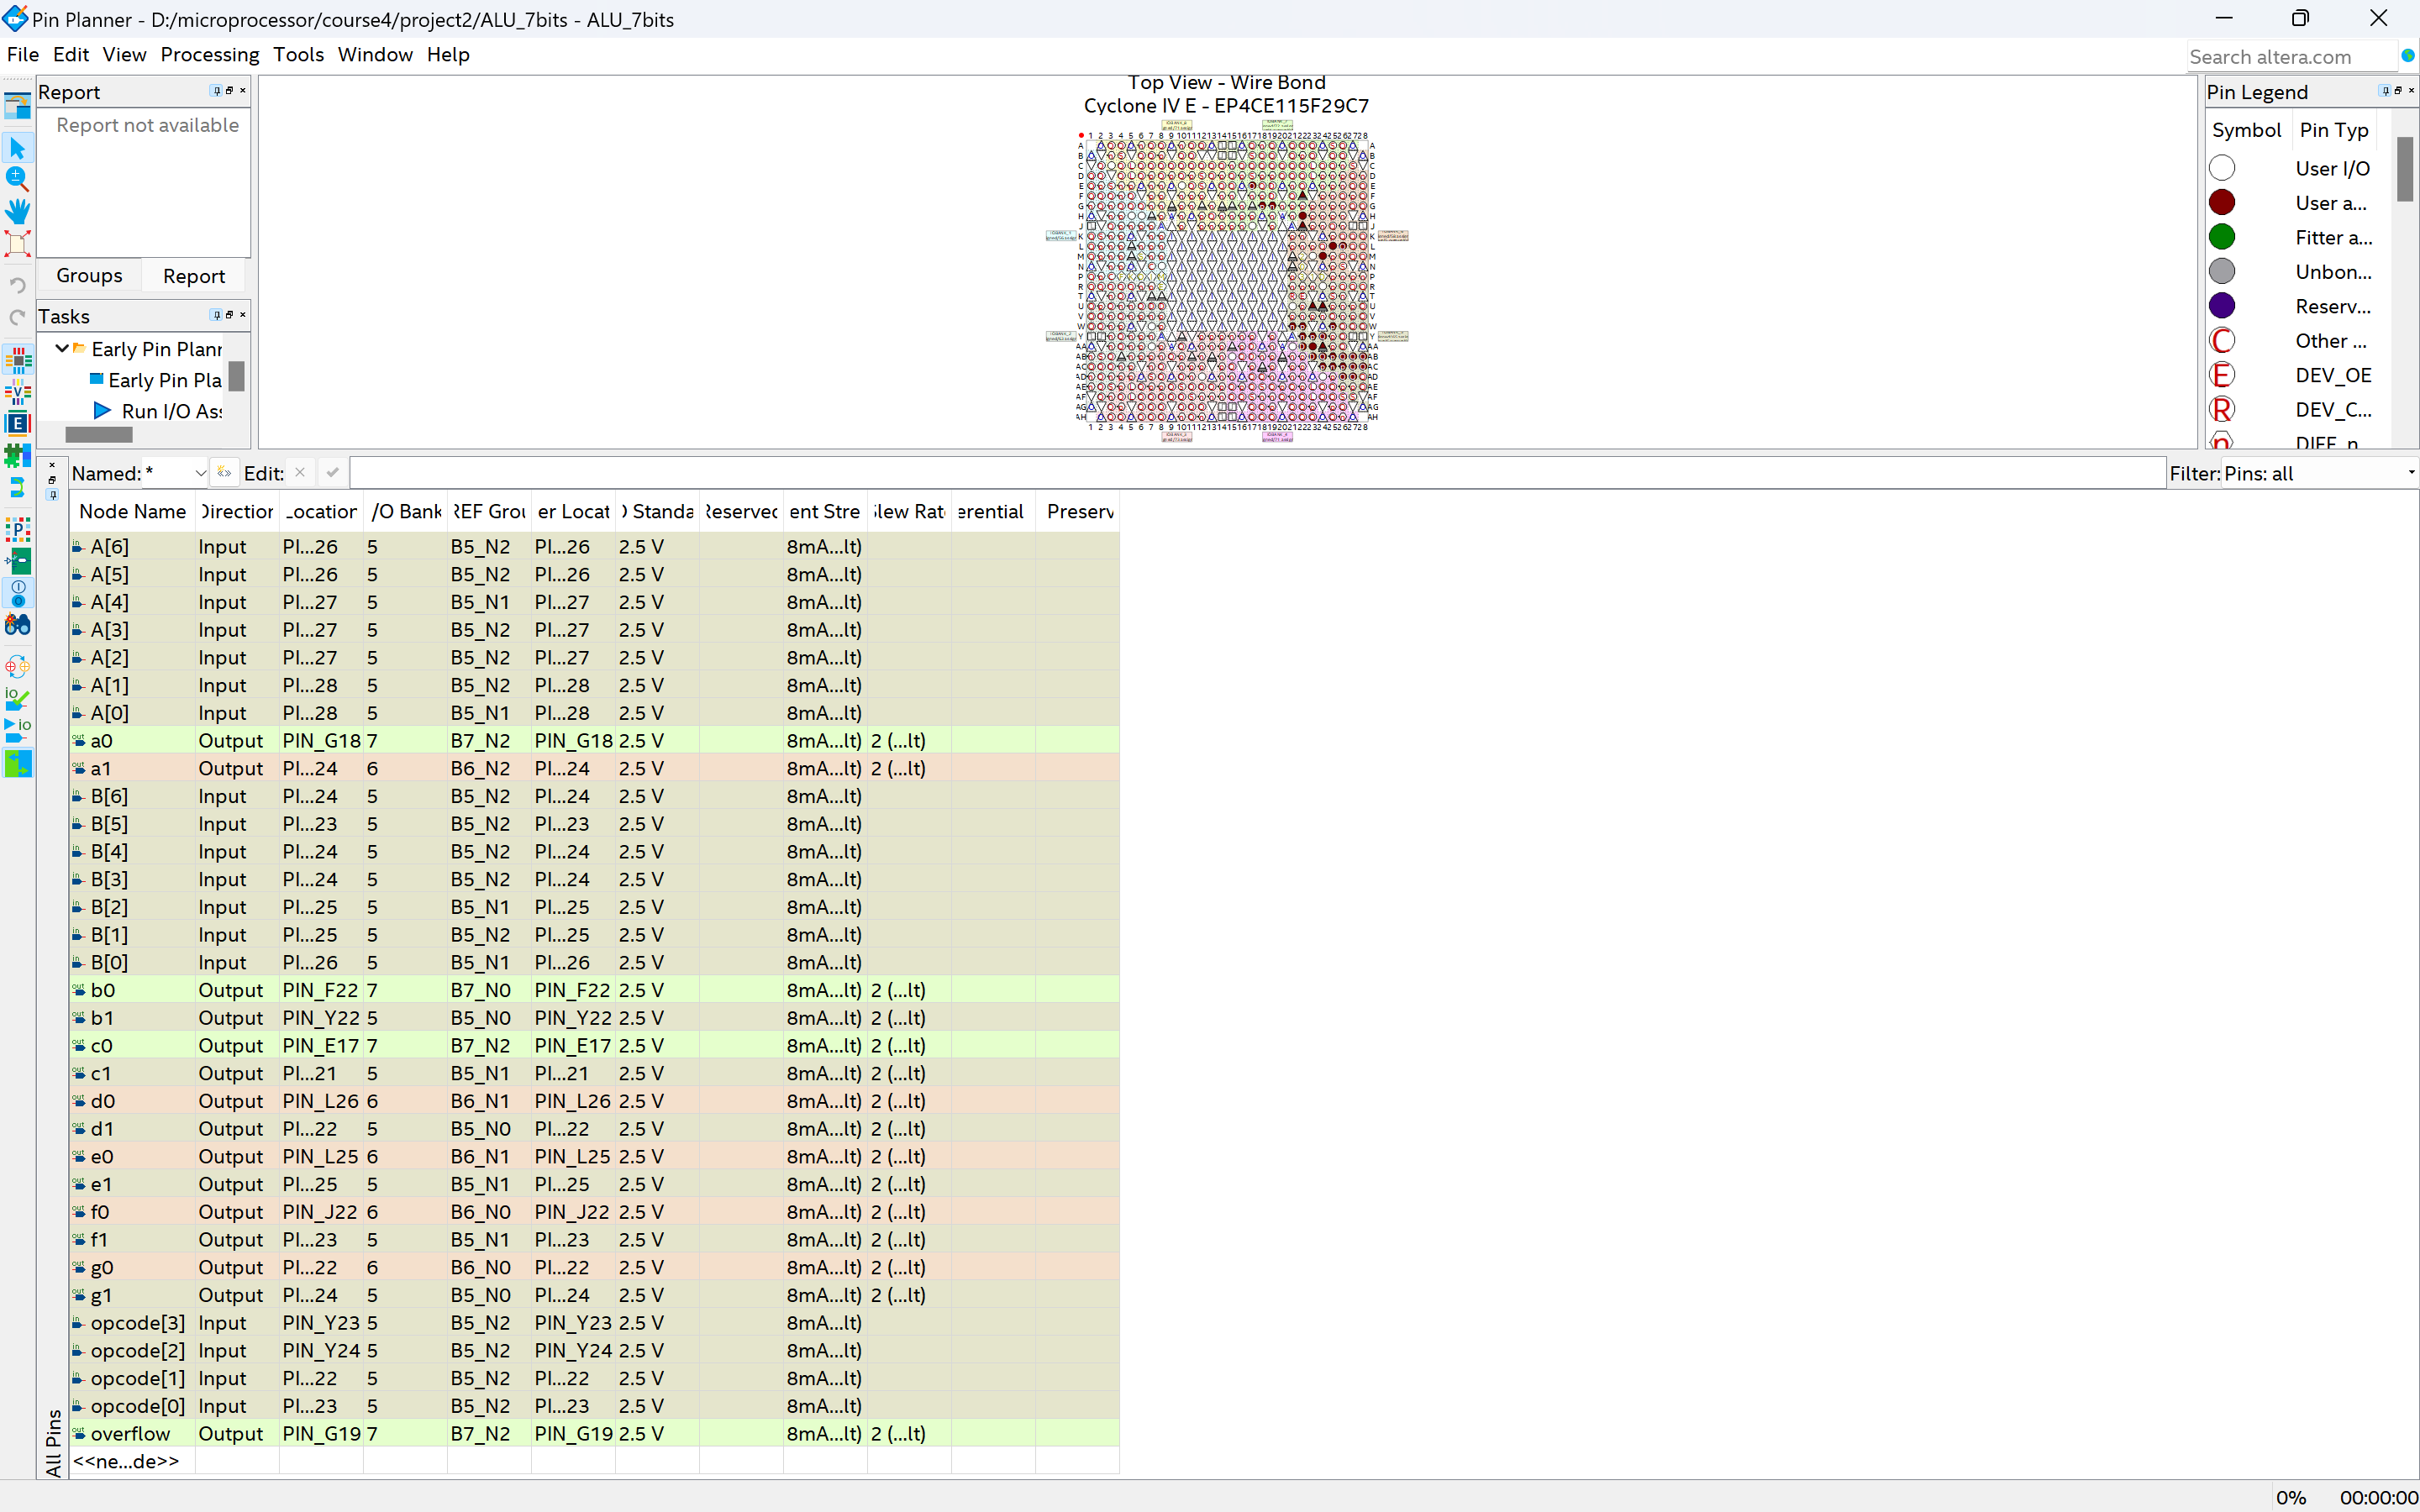 Pin Planner - D:/microprocessor/course4/project2/ALU_7bits - ALU_7bits
File Edit View Processing Tools Window Help
Search altera.com
Report
Report not available
Groups Report
Tasks
Early Pin Planr
Early Pin Pla
Run I/O Ass
Top View - Wire Bond
Cyclone IV E - EP4CE115F29C7
Pin Legend
Symbol Pin Typ
User I/O
User a...
Fitter a...
Unbon...
Reserv...
Other ...
DEV_OE
DEV_C...
DIFF_n
Named: * Edit: Filter: Pins: all
All Pins
Node Name Direction Location I/O Bank REF Grou er Locat O Standa Reserved ent Stre Slew Rate erential Preserv
A[6] Input PI...26 5 B5_N2 PI...26 2.5 V 8mA...lt)
A[5] Input PI...26 5 B5_N2 PI...26 2.5 V 8mA...lt)
A[4] Input PI...27 5 B5_N1 PI...27 2.5 V 8mA...lt)
A[3] Input PI...27 5 B5_N2 PI...27 2.5 V 8mA...lt)
A[2] Input PI...27 5 B5_N2 PI...27 2.5 V 8mA...lt)
A[1] Input PI...28 5 B5_N2 PI...28 2.5 V 8mA...lt)
A[0] Input PI...28 5 B5_N1 PI...28 2.5 V 8mA...lt)
a0 Output PIN_G18 7 B7_N2 PIN_G18 2.5 V 8mA...lt) 2 (...lt)
a1 Output PI...24 6 B6_N2 PI...24 2.5 V 8mA...lt) 2 (...lt)
B[6] Input PI...24 5 B5_N2 PI...24 2.5 V 8mA...lt)
B[5] Input PI...23 5 B5_N2 PI...23 2.5 V 8mA...lt)
B[4] Input PI...24 5 B5_N2 PI...24 2.5 V 8mA...lt)
B[3] Input PI...24 5 B5_N2 PI...24 2.5 V 8mA...lt)
B[2] Input PI...25 5 B5_N1 PI...25 2.5 V 8mA...lt)
B[1] Input PI...25 5 B5_N2 PI...25 2.5 V 8mA...lt)
B[0] Input PI...26 5 B5_N1 PI...26 2.5 V 8mA...lt)
b0 Output PIN_F22 7 B7_N0 PIN_F22 2.5 V 8mA...lt) 2 (...lt)
b1 Output PIN_Y22 5 B5_N0 PIN_Y22 2.5 V 8mA...lt) 2 (...lt)
c0 Output PIN_E17 7 B7_N2 PIN_E17 2.5 V 8mA...lt) 2 (...lt)
c1 Output PI...21 5 B5_N1 PI...21 2.5 V 8mA...lt) 2 (...lt)
d0 Output PIN_L26 6 B6_N1 PIN_L26 2.5 V 8mA...lt) 2 (...lt)
d1 Output PI...22 5 B5_N0 PI...22 2.5 V 8mA...lt) 2 (...lt)
e0 Output PIN_L25 6 B6_N1 PIN_L25 2.5 V 8mA...lt) 2 (...lt)
e1 Output PI...25 5 B5_N1 PI...25 2.5 V 8mA...lt) 2 (...lt)
f0 Output PIN_J22 6 B6_N0 PIN_J22 2.5 V 8mA...lt) 2 (...lt)
f1 Output PI...23 5 B5_N1 PI...23 2.5 V 8mA...lt) 2 (...lt)
g0 Output PI...22 6 B6_N0 PI...22 2.5 V 8mA...lt) 2 (...lt)
g1 Output PI...24 5 B5_N0 PI...24 2.5 V 8mA...lt) 2 (...lt)
opcode[3] Input PIN_Y23 5 B5_N2 PIN_Y23 2.5 V 8mA...lt)
opcode[2] Input PIN_Y24 5 B5_N2 PIN_Y24 2.5 V 8mA...lt)
opcode[1] Input PI...22 5 B5_N2 PI...22 2.5 V 8mA...lt)
opcode[0] Input PI...23 5 B5_N2 PI...23 2.5 V 8mA...lt)
overflow Output PIN_G19 7 B7_N2 PIN_G19 2.5 V 8mA...lt) 2 (...lt)
<<ne...de>>
0% 00:00:00